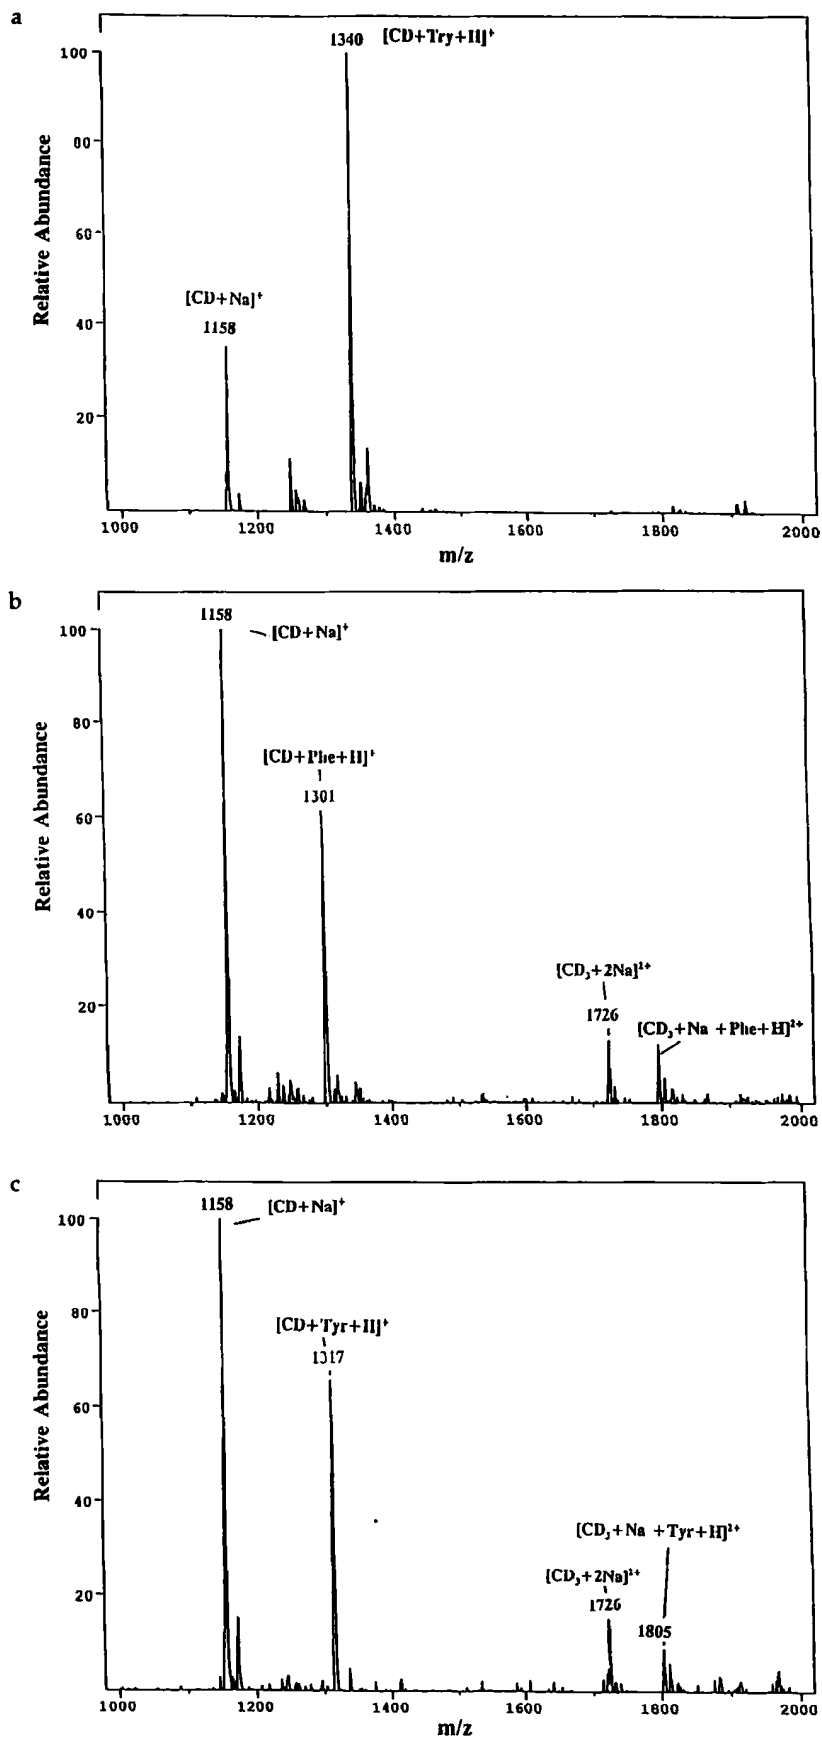 a
1340 [CD+Try+H]⁺
100
80
60
40
20
Relative Abundance
[CD+Na]⁺
1158
1000 1200 1400 1600 1800 2000
m/z
b
1158
[CD+Na]⁺
100
80
60
40
20
Relative Abundance
[CD+Phe+H]⁺
1301
[CD₃+2Na]²⁺
1726
[CD₃+Na +Phe+H]²⁺
1000 1200 1400 1600 1800 2000
c
1158
[CD+Na]⁺
100
80
60
40
20
Relative Abundance
[CD+Tyr+H]⁺
1317
[CD₃+Na +Tyr+H]²⁺
[CD₃+2Na]²⁺
1726
1805
1000 1200 1400 1600 1800 2000
m/z